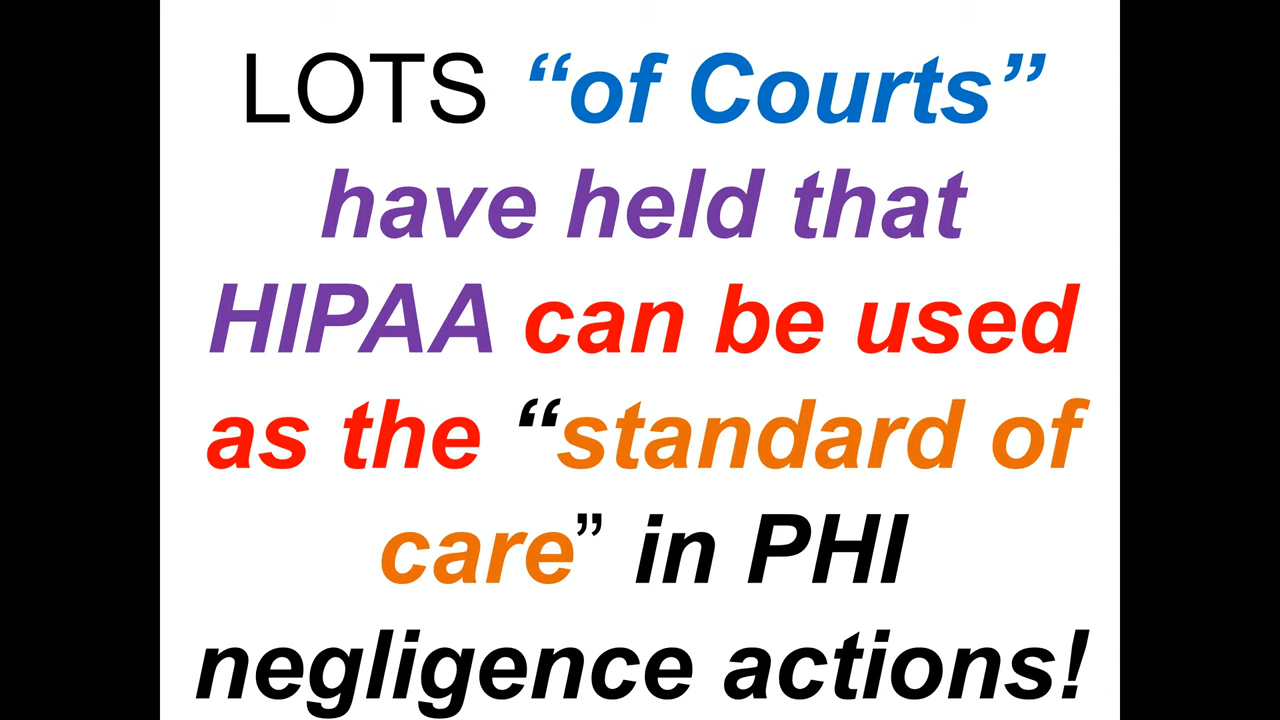 LOTS “of Courts”
have held that
HIPAA can be used
as the “standard of
care” in PHI
negligence actions!